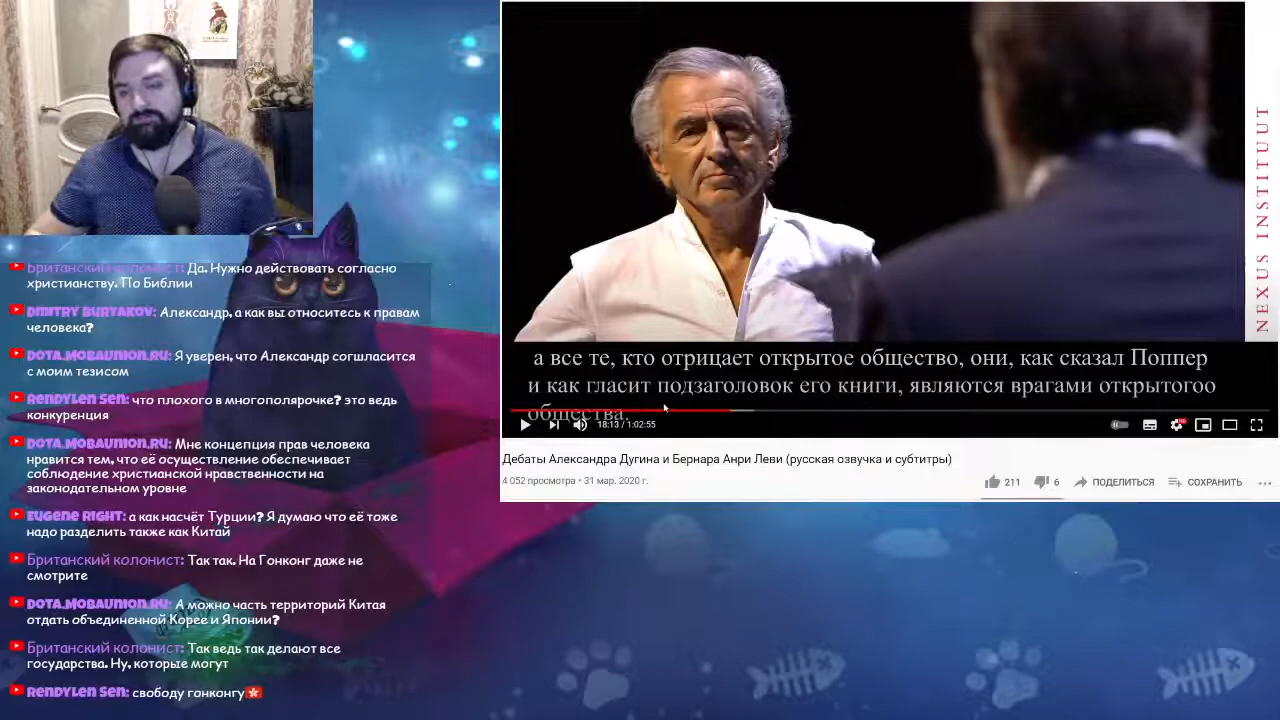 Британский колонист: Да. Нужно действовать согласно
христианству. По Библии
DMITRY BURYAKOV: Александр, а как вы относитесь к правам
человека?
DOTA.MOBAUNION.RU: Я уверен, что Александр согшласится
с моим тезисом
RENDYLEN SEN: что плохого в многополярочке? это ведь
конкуренция
DOTA.MOBAUNION.RU: Мне концепция прав человека
нравится тем, что её осуществление обеспечивает
соблюдение христианской нравственности на
законодательном уровне
EUGENE RIGHT: а как насчёт Турции? Я думаю что её тоже
надо разделить также как Китай
Британский колонист: Так так. На Гонконг даже не
смотрите
DOTA.MOBAUNION.RU: А можно часть территорий Китая
отдать объединенной Корее и Японии?
Британский колонист: Так ведь так делают все
государства. Ну, которые могут
RENDYLEN SEN: свободу гонконгу
NEXUS INSTITUUT
а все те, кто отрицает открытое общество, они, как сказал Поппер
и как гласит подзаголовок его книги, являются врагами открытогоо
общества.
18:13 / 1:02:55
Дебаты Александра Дугина и Бернара Анри Леви (русская озвучка и субтитры)
4 052 просмотра • 31 мар. 2020 г.
211
6
ПОДЕЛИТЬСЯ
СОХРАНИТЬ